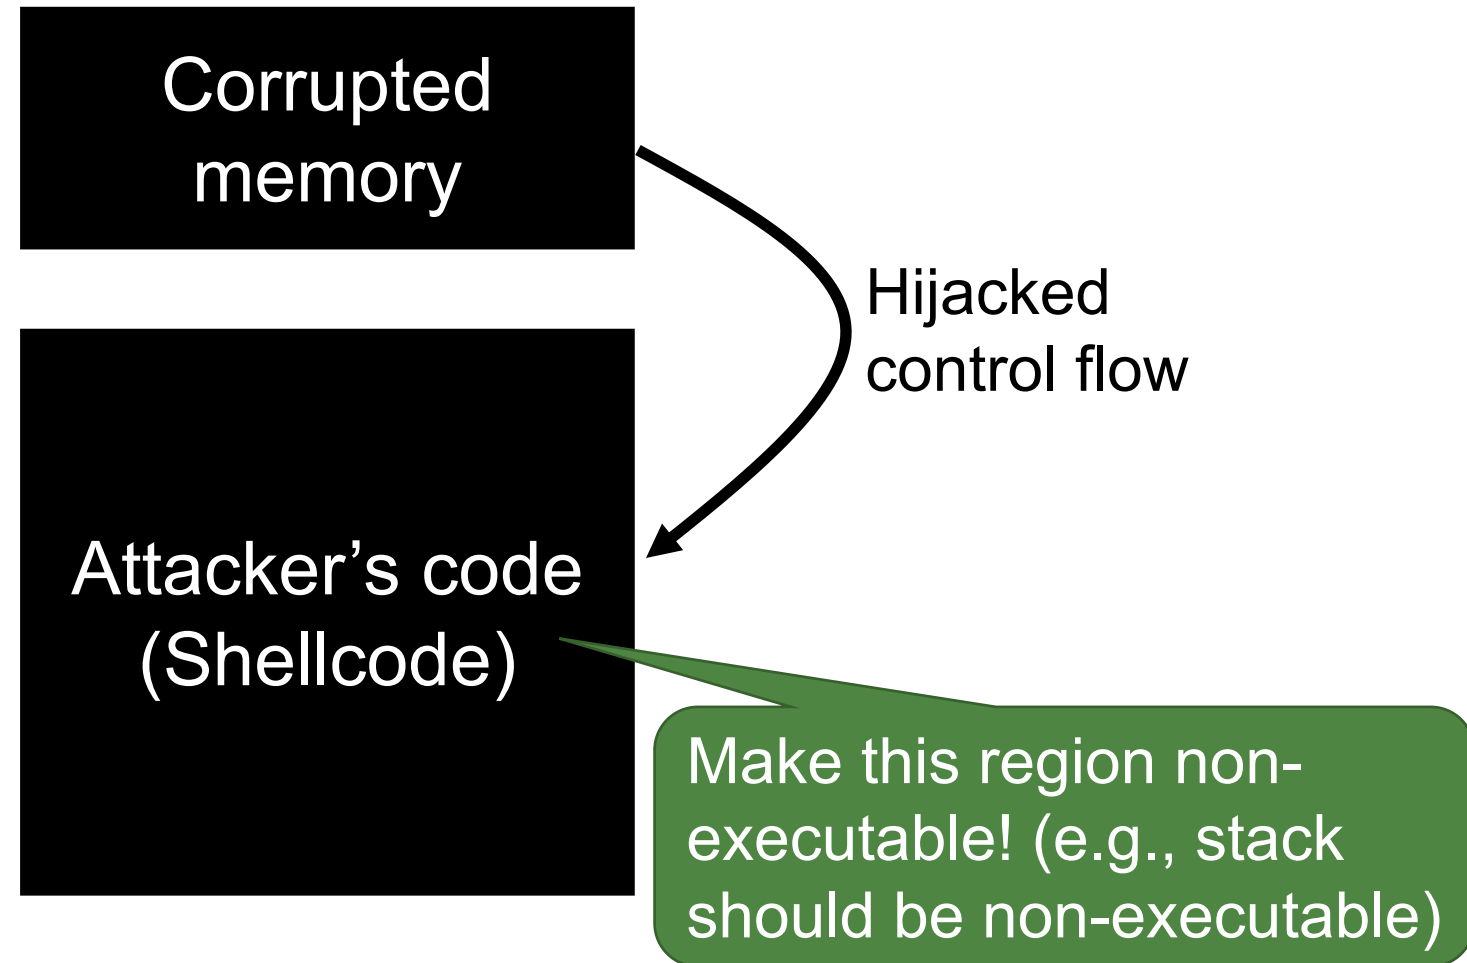 Corrupted
memory
Hijacked
control flow
Attacker’s code
(Shellcode)
Make this region non-
executable! (e.g., stack
should be non-executable)